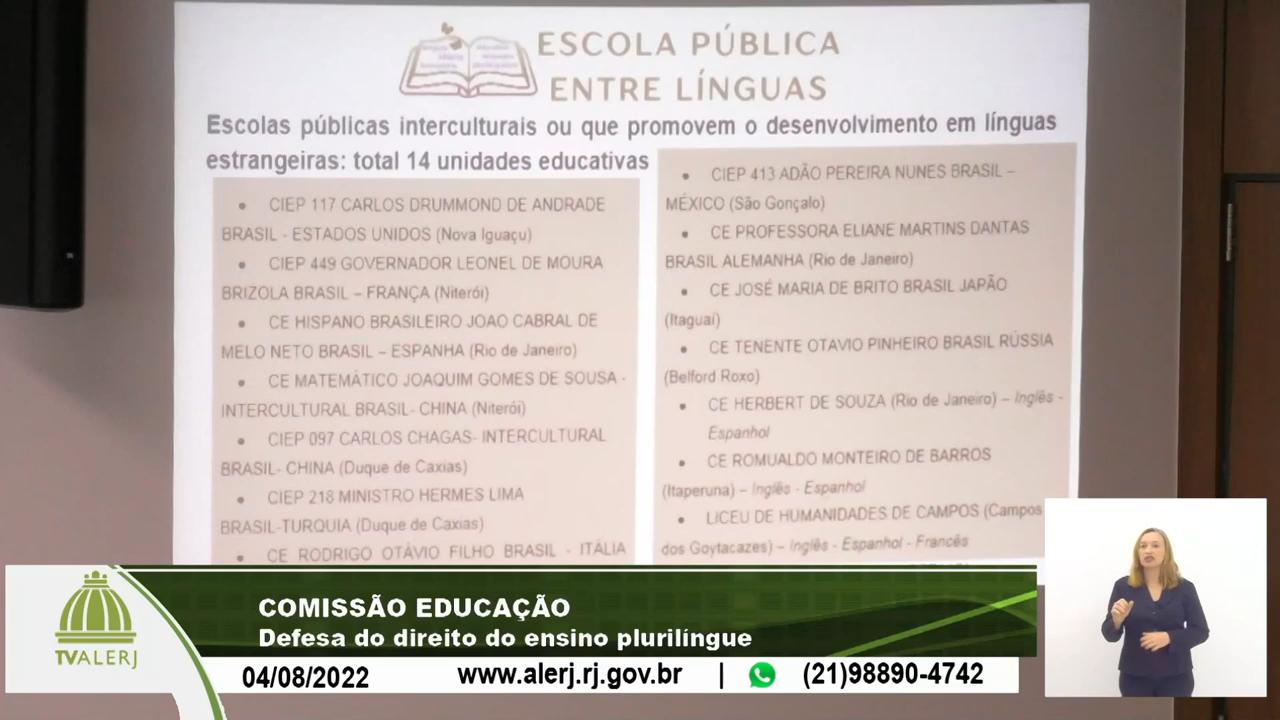 ESCOLA PÚBLICA
ENTRE LÍNGUAS
Escolas públicas interculturais ou que promovem o desenvolvimento em línguas
estrangeiras: total 14 unidades educativas
• CIEP 117 CARLOS DRUMMOND DE ANDRADE
BRASIL - ESTADOS UNIDOS (Nova Iguaçu)
• CIEP 449 GOVERNADOR LEONEL DE MOURA
BRIZOLA BRASIL – FRANÇA (Niterói)
• CE HISPANO BRASILEIRO JOAO CABRAL DE
MELO NETO BRASIL – ESPANHA (Rio de Janeiro)
• CE MATEMÁTICO JOAQUIM GOMES DE SOUSA -
INTERCULTURAL BRASIL- CHINA (Niterói)
• CIEP 097 CARLOS CHAGAS- INTERCULTURAL
BRASIL- CHINA (Duque de Caxias)
• CIEP 218 MINISTRO HERMES LIMA
BRASIL-TURQUIA (Duque de Caxias)
• CE RODRIGO OTÁVIO FILHO BRASIL - ITÁLIA
• CIEP 413 ADÃO PEREIRA NUNES BRASIL –
MÉXICO (São Gonçalo)
• CE PROFESSORA ELIANE MARTINS DANTAS
BRASIL ALEMANHA (Rio de Janeiro)
• CE JOSÉ MARIA DE BRITO BRASIL JAPÃO
(Itaguaí)
• CE TENENTE OTAVIO PINHEIRO BRASIL RÚSSIA
(Belford Roxo)
• CE HERBERT DE SOUZA (Rio de Janeiro) – Inglês -
Espanhol
• CE ROMUALDO MONTEIRO DE BARROS
(Itaperuna) – Inglês - Espanhol
• LICEU DE HUMANIDADES DE CAMPOS (Campos
dos Goytacazes) – Inglês - Espanhol - Francês
COMISSÃO EDUCAÇÃO
Defesa do direito do ensino plurilíngue
TVALERJ
04/08/2022 www.alerj.rj.gov.br | (21)98890-4742